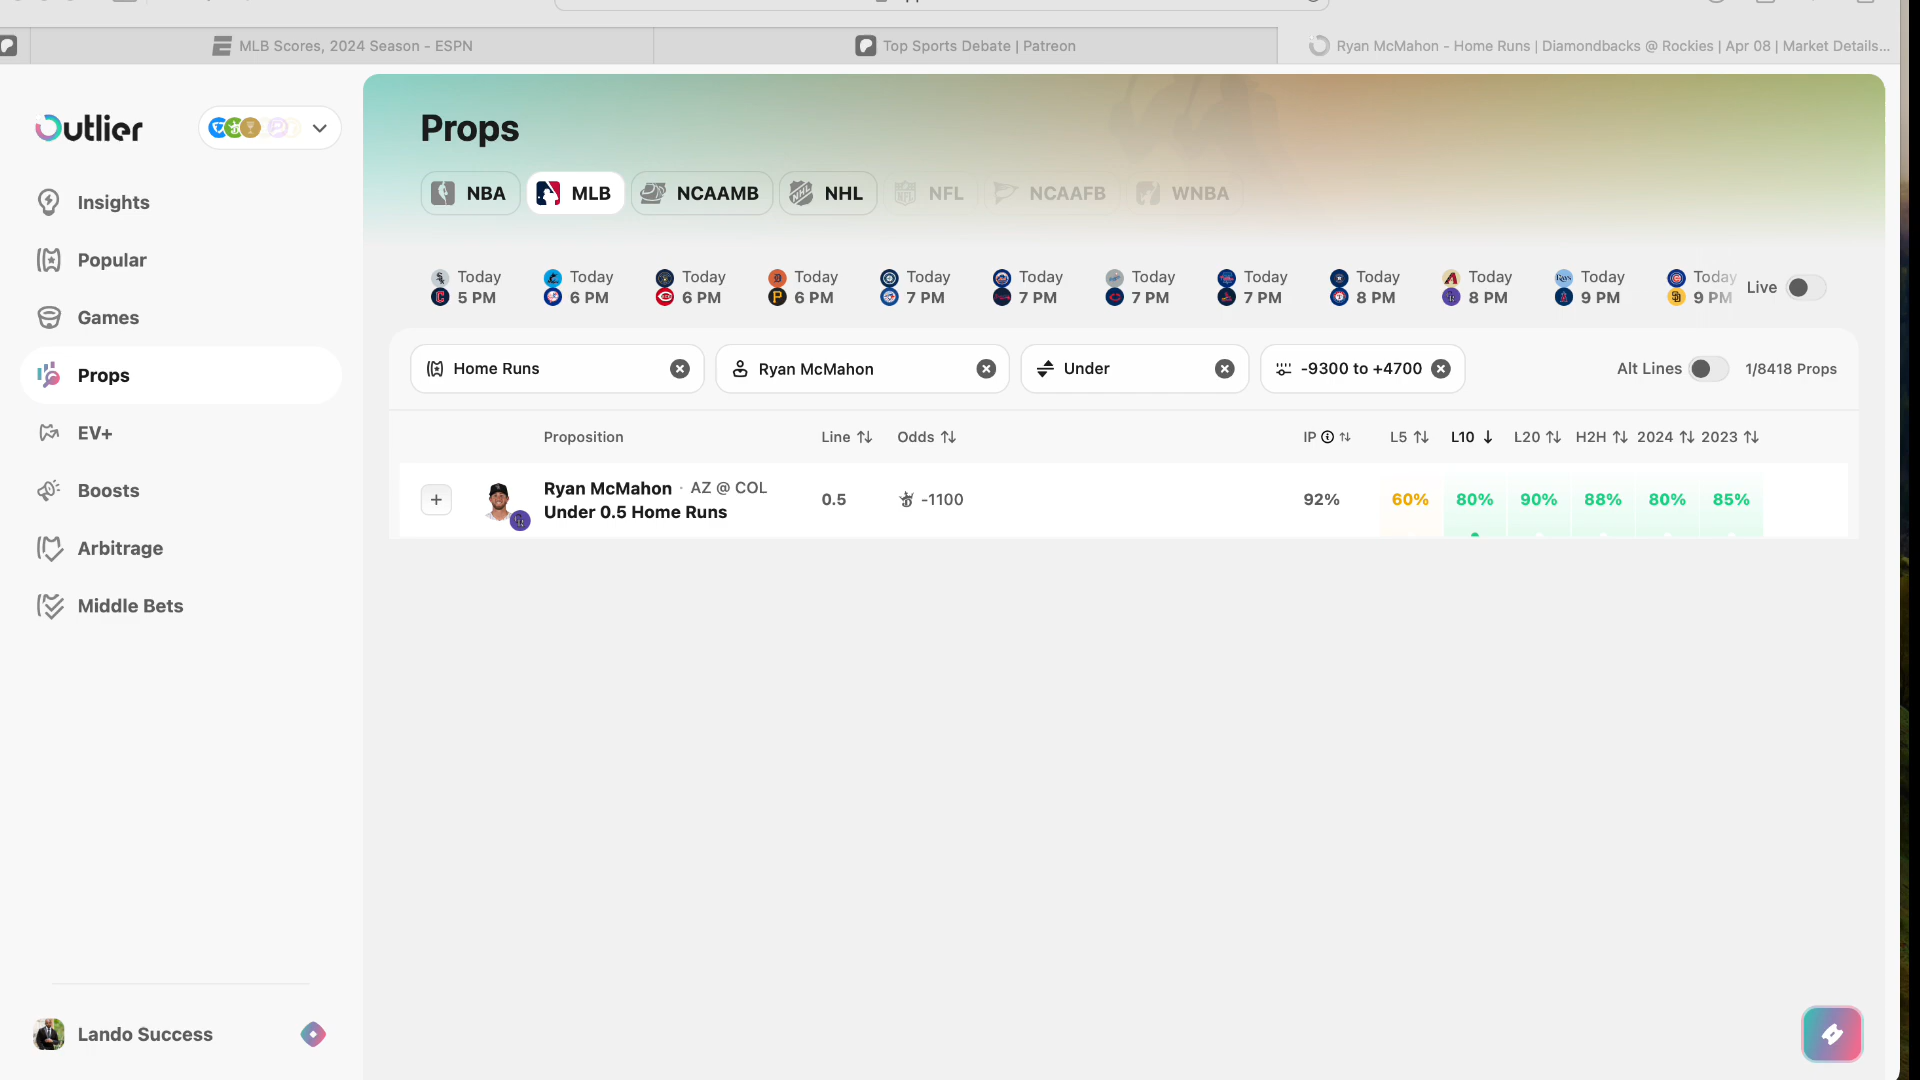 MLB Scores, 2024 Season - ESPN
Top Sports Debate | Patreon
Ryan McMahon - Home Runs | Diamondbacks @ Rockies | Apr 08 | Market Details...
Outlier
Props
NBA
MLB
NCAAMB
NHL
NFL
NCAAFB
WNBA
Insights
Popular
Games
Props
EV+
Boosts
Arbitrage
Middle Bets
Today
5 PM
Today
6 PM
Today
6 PM
Today
6 PM
Today
7 PM
Today
7 PM
Today
7 PM
Today
7 PM
Today
8 PM
Today
8 PM
Today
9 PM
Today
9 PM
Live
Home Runs
Ryan McMahon
Under
-9300 to +4700
Alt Lines
1/8418 Props
Proposition
Line
Odds
IP
L5
L10
L20
H2H
2024
2023
Ryan McMahon · AZ @ COL
Under 0.5 Home Runs
0.5
-1100
92%
60%
80%
90%
88%
80%
85%
Lando Success